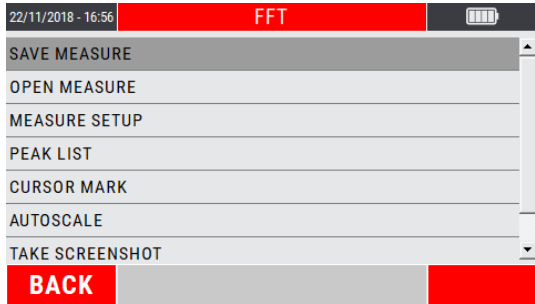 22/11/2018 - 16:56 FFT
SAVE MEASURE
OPEN MEASURE
MEASURE SETUP
PEAK LIST
CURSOR MARK
AUTOSCALE
TAKE SCREENSHOT
BACK